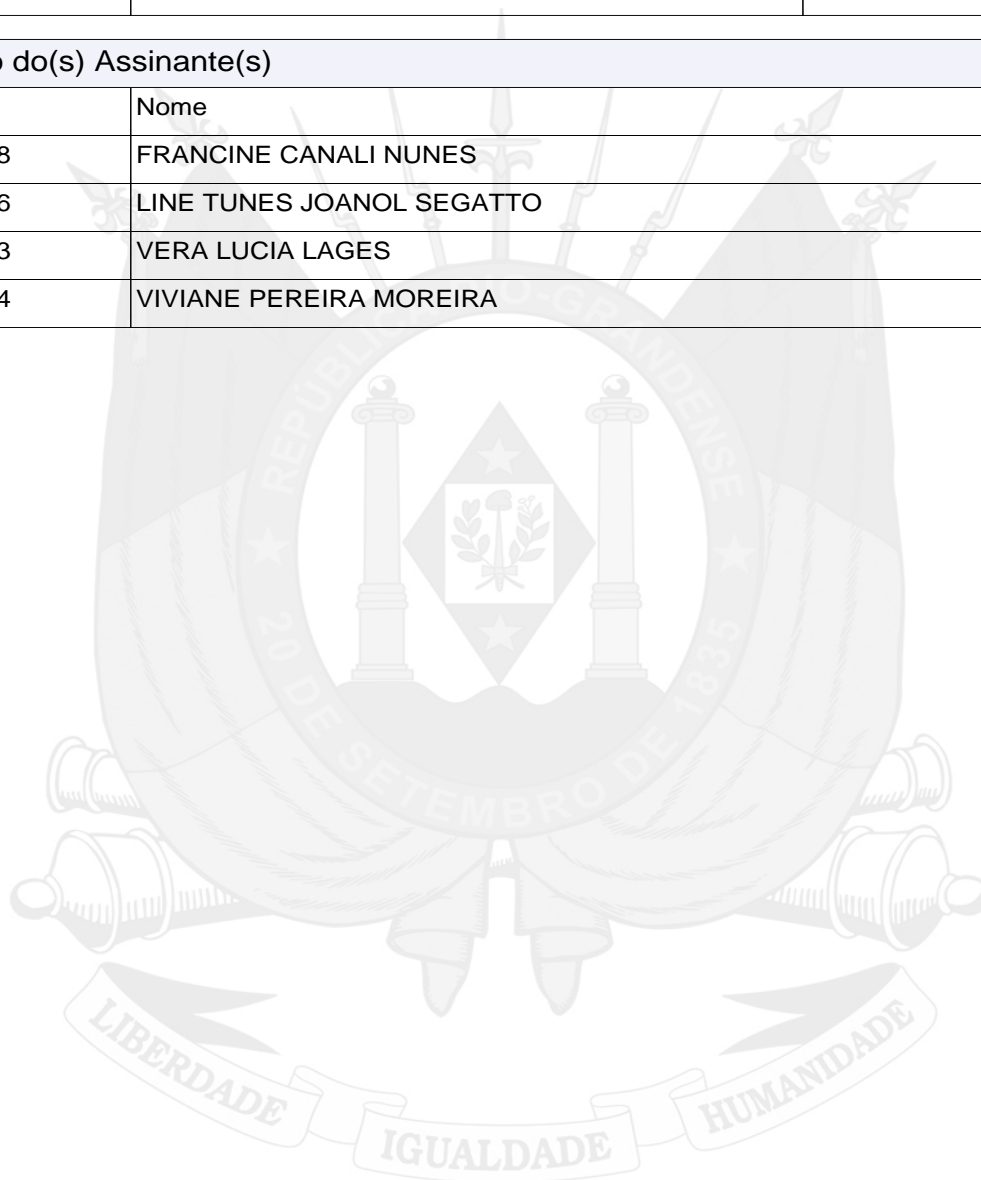 o do(s) Assinante(s)
Nome
8 FRANCINE CANALI NUNES
6 LINE TUNES JOANOL SEGATTO
3 VERA LUCIA LAGES
4 VIVIANE PEREIRA MOREIRA
REPÚBLICA RIO-GRANDENSE
20 DE SETEMBRO DE 1835
LIBERDADE
IGUALDADE
HUMANIDADE